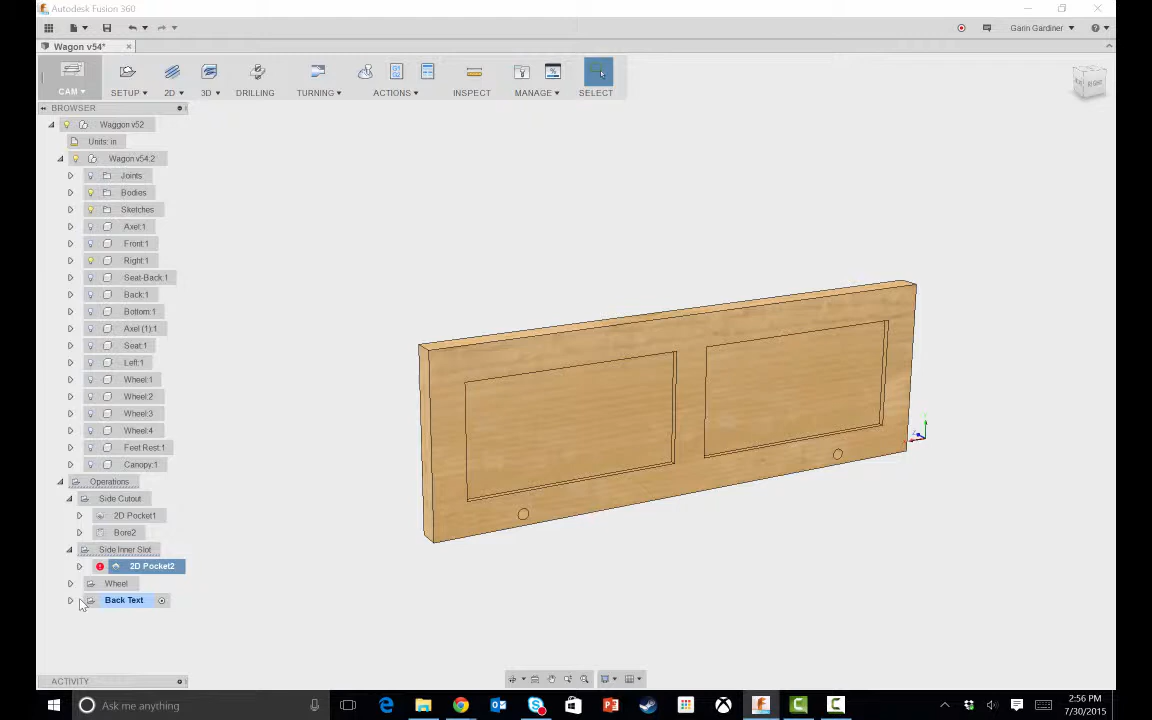 Autodesk Fusion 360
Garin Gardiner
Wagon v54*
CAM
SETUP
2D
3D
DRILLING
TURNING
ACTIONS
INSPECT
MANAGE
SELECT
BROWSER
Waggon v52
Units: in
Wagon v54:2
Joints
Bodies
Sketches
Axel:1
Front:1
Right:1
Seat-Back:1
Back:1
Bottom:1
Axel (1):1
Seat:1
Left:1
Wheel:1
Wheel:2
Wheel:3
Wheel:4
Feet Rest:1
Canopy:1
Operations
Side Cutout
2D Pocket1
Bore2
Side Inner Slot
2D Pocket2
Wheel
Back Text
ACTIVITY
Ask me anything
2:56 PM
7/30/2015